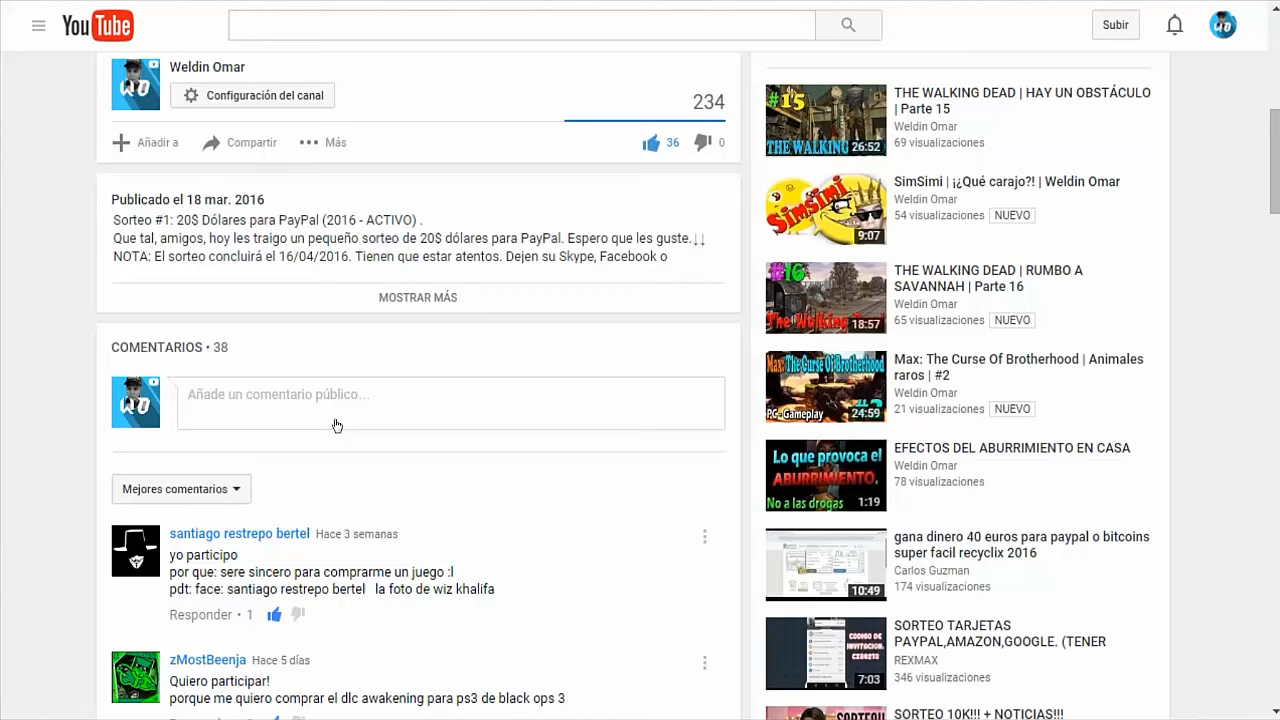 YouTube
Subir
Weldin Omar
Configuración del canal
234
Añadir a
Compartir
Más
36
0
Publicado el 18 mar. 2016
Sorteo #1: 20$ Dólares para PayPal (2016 - ACTIVO) .
Que tal, amigos, hoy les traigo un pequeño sorteo de 20$ dólares para PayPal. Espero que les guste.↓↓
NOTA: El sorteo concluirá el 16/04/2016. Tienen que estar atentos. Dejen su Skype, Facebook o
MOSTRAR MÁS
COMENTARIOS • 38
Añade un comentario público...
Mejores comentarios
santiago restrepo bertel Hace 3 semanas
yo participo
por que: sere sincero para comprarme un juego :l
pdt: face: santiago restrepo bertel la foto de wiz khalifa
Responder • 1
zMostBeenja Hace 5 días
Quiero participar!
porque me quiero comprar el dlc awakening para ps3 de black ops 3
#15
THE WALKING
26:52
THE WALKING DEAD | HAY UN OBSTÁCULO
| Parte 15
Weldin Omar
69 visualizaciones
SimSimi
9:07
SimSimi | ¡¿Qué carajo?! | Weldin Omar
Weldin Omar
54 visualizaciones NUEVO
#16
The Walking
18:57
THE WALKING DEAD | RUMBO A
SAVANNAH | Parte 16
Weldin Omar
65 visualizaciones NUEVO
Max: The Curse Of Brotherhood
PC- Gameplay
24:59
Max: The Curse Of Brotherhood | Animales
raros | #2
Weldin Omar
21 visualizaciones NUEVO
Lo que provoca el
ABURRIMIENTO.
No a las drogas
1:19
EFECTOS DEL ABURRIMIENTO EN CASA
Weldin Omar
78 visualizaciones
10:49
gana dinero 40 euros para paypal o bitcoins
super facil recyclix 2016
Carlos Guzman
174 visualizaciones
CODIGO DE
INVITACION.
7:03
SORTEO TARJETAS
PAYPAL,AMAZON,GOOGLE. (TENER
REXMAX
346 visualizaciones
SORTEO 10K!!! + NOTICIAS!!!